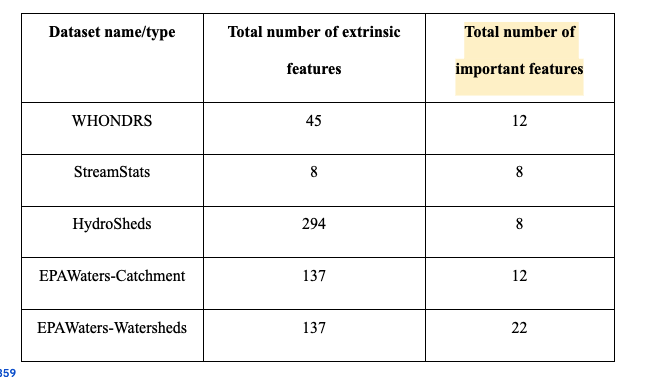 Dataset name/type Total number of extrinsic features Total number of important features
WHONDRS 45 12
StreamStats 8 8
HydroSheds 294 8
EPAWaters-Catchment 137 12
EPAWaters-Watersheds 137 22
359